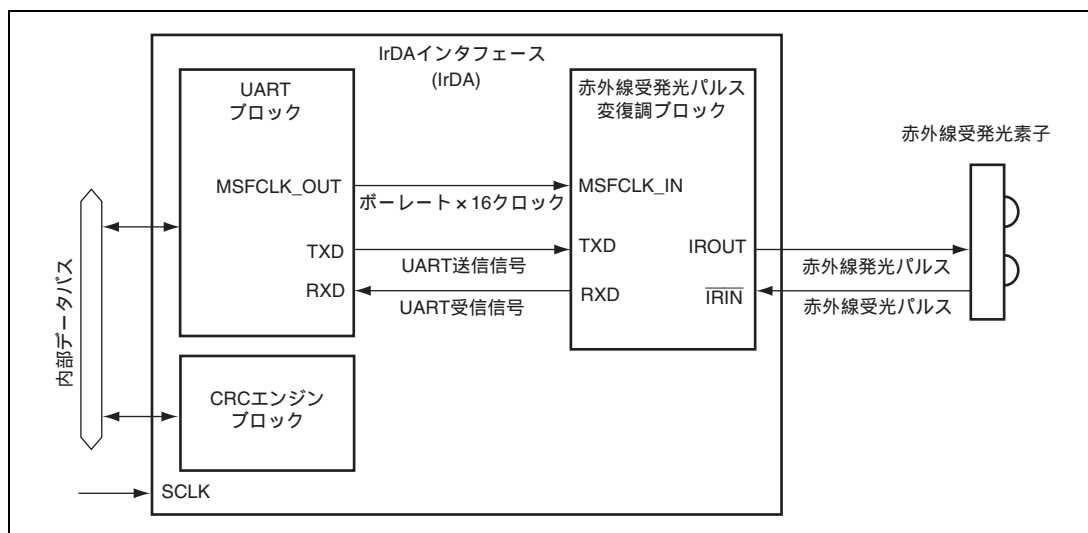 IrDAインタフェース
(IrDA)
UART
ブロック
赤外線受発光パルス
変復調ブロック
赤外線受発光素子
MSFCLK_OUT
MSFCLK_IN
ボーレート×16クロック
TXD
TXD
IROUT
UART送信信号
赤外線発光パルス
RXD
RXD
IRIN
UART受信信号
赤外線受光パルス
内部データバス
CRCエンジン
ブロック
SCLK